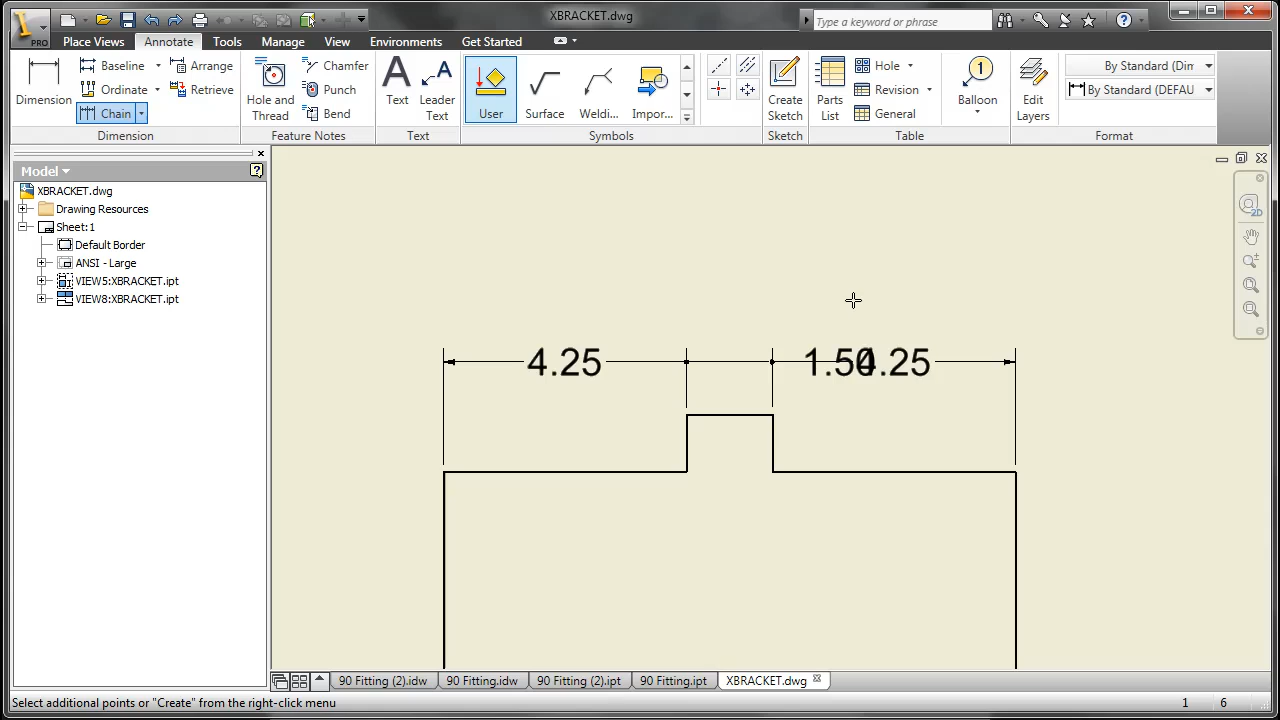 XBRACKET.dwg
Type a keyword or phrase
PRO
Place Views
Annotate
Tools
Manage
View
Environments
Get Started
Dimension
Baseline
Ordinate
Chain
Arrange
Retrieve
Dimension
Hole and
Thread
Chamfer
Punch
Bend
Feature Notes
Text
Leader
Text
Text
User
Surface
Weldi...
Impor...
Symbols
Create
Sketch
Sketch
Parts
List
Hole
Revision
General
Table
1
Balloon
Edit
Layers
By Standard (Dim
By Standard (DEFAU
Format
Model
XBRACKET.dwg
Drawing Resources
Sheet:1
Default Border
ANSI - Large
VIEW5:XBRACKET.ipt
VIEW8:XBRACKET.ipt
2D
4.25
1.50
4.25
90 Fitting (2).idw
90 Fitting.idw
90 Fitting (2).ipt
90 Fitting.ipt
XBRACKET.dwg
Select additional points or "Create" from the right-click menu
1
6